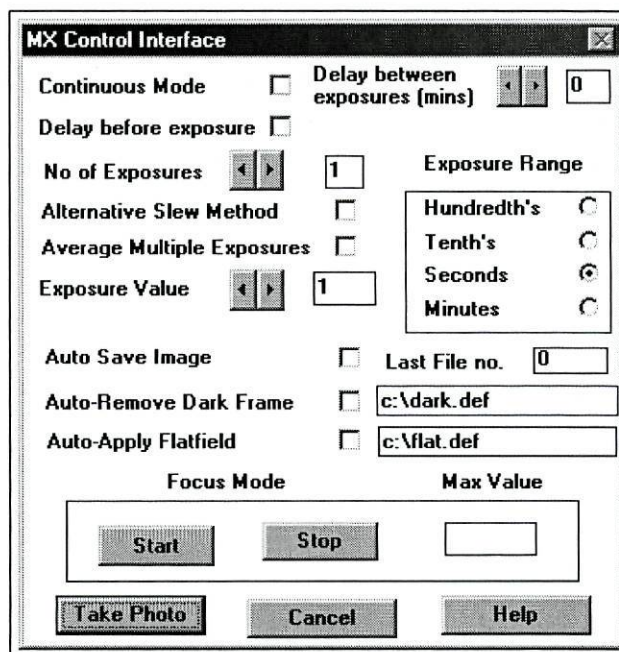 MX Control Interface
Continuous Mode
Delay between
exposures (mins)
0
Delay before exposure
No of Exposures
1
Exposure Range
Alternative Slew Method
Hundredth's
Average Multiple Exposures
Tenth's
Exposure Value
1
Seconds
Minutes
Auto Save Image
Last File no.
0
Auto-Remove Dark Frame
c:\dark.def
Auto-Apply Flatfield
c:\flat.def
Focus Mode
Max Value
Start
Stop
Take Photo
Cancel
Help